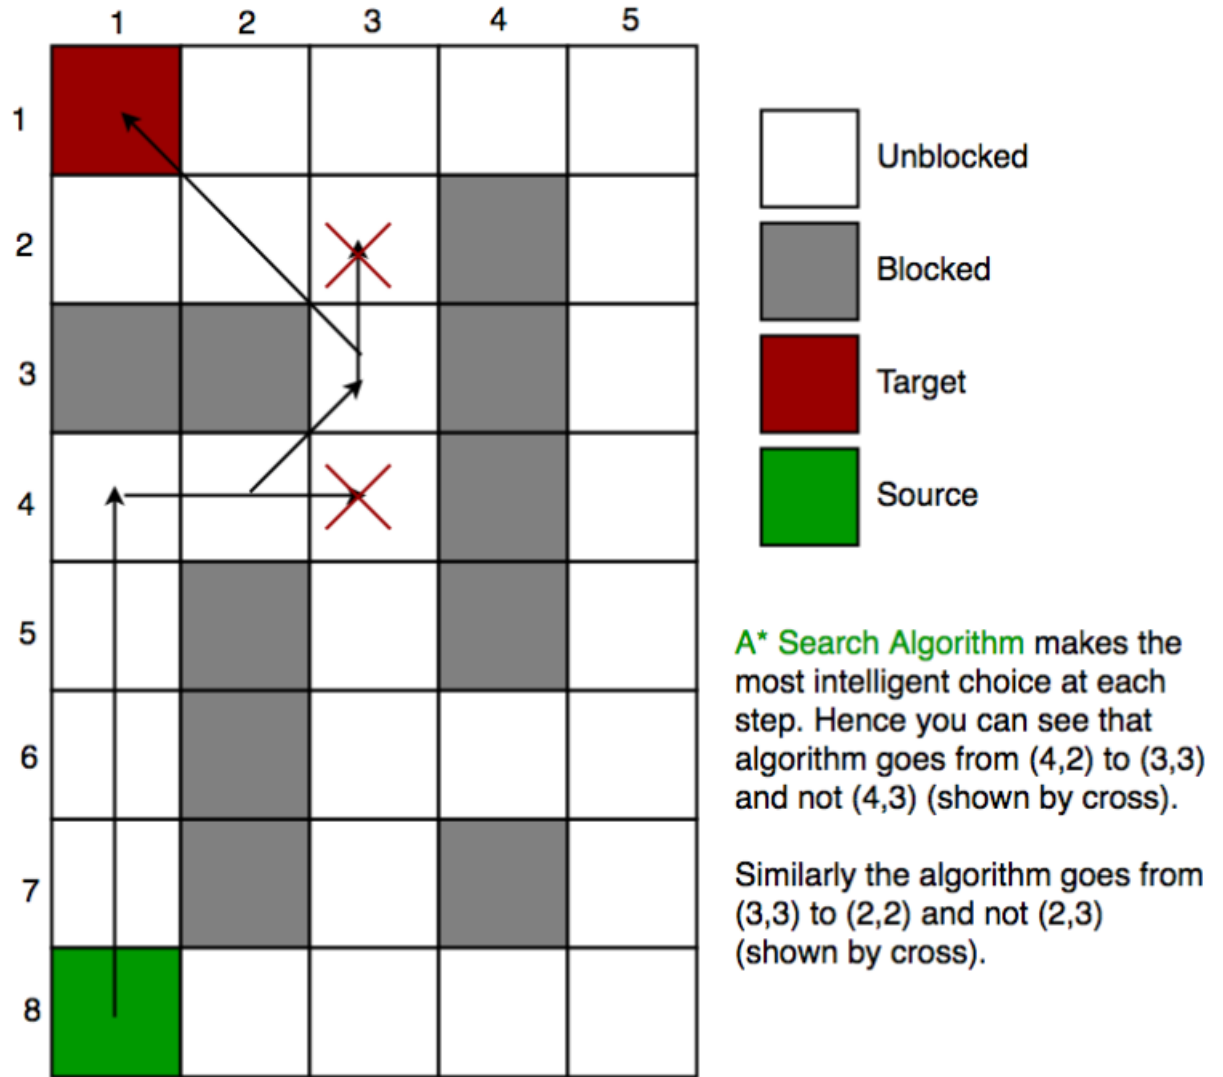 1 2 3 4 5
1
Unblocked
2
Blocked
3
Target
4
Source
5
A* Search Algorithm makes the
most intelligent choice at each
step. Hence you can see that
6
algorithm goes from (4,2) to (3,3)
and not (4,3) (shown by cross).
7
Similarly the algorithm goes from
(3,3) to (2,2) and not (2,3)
(shown by cross).
8